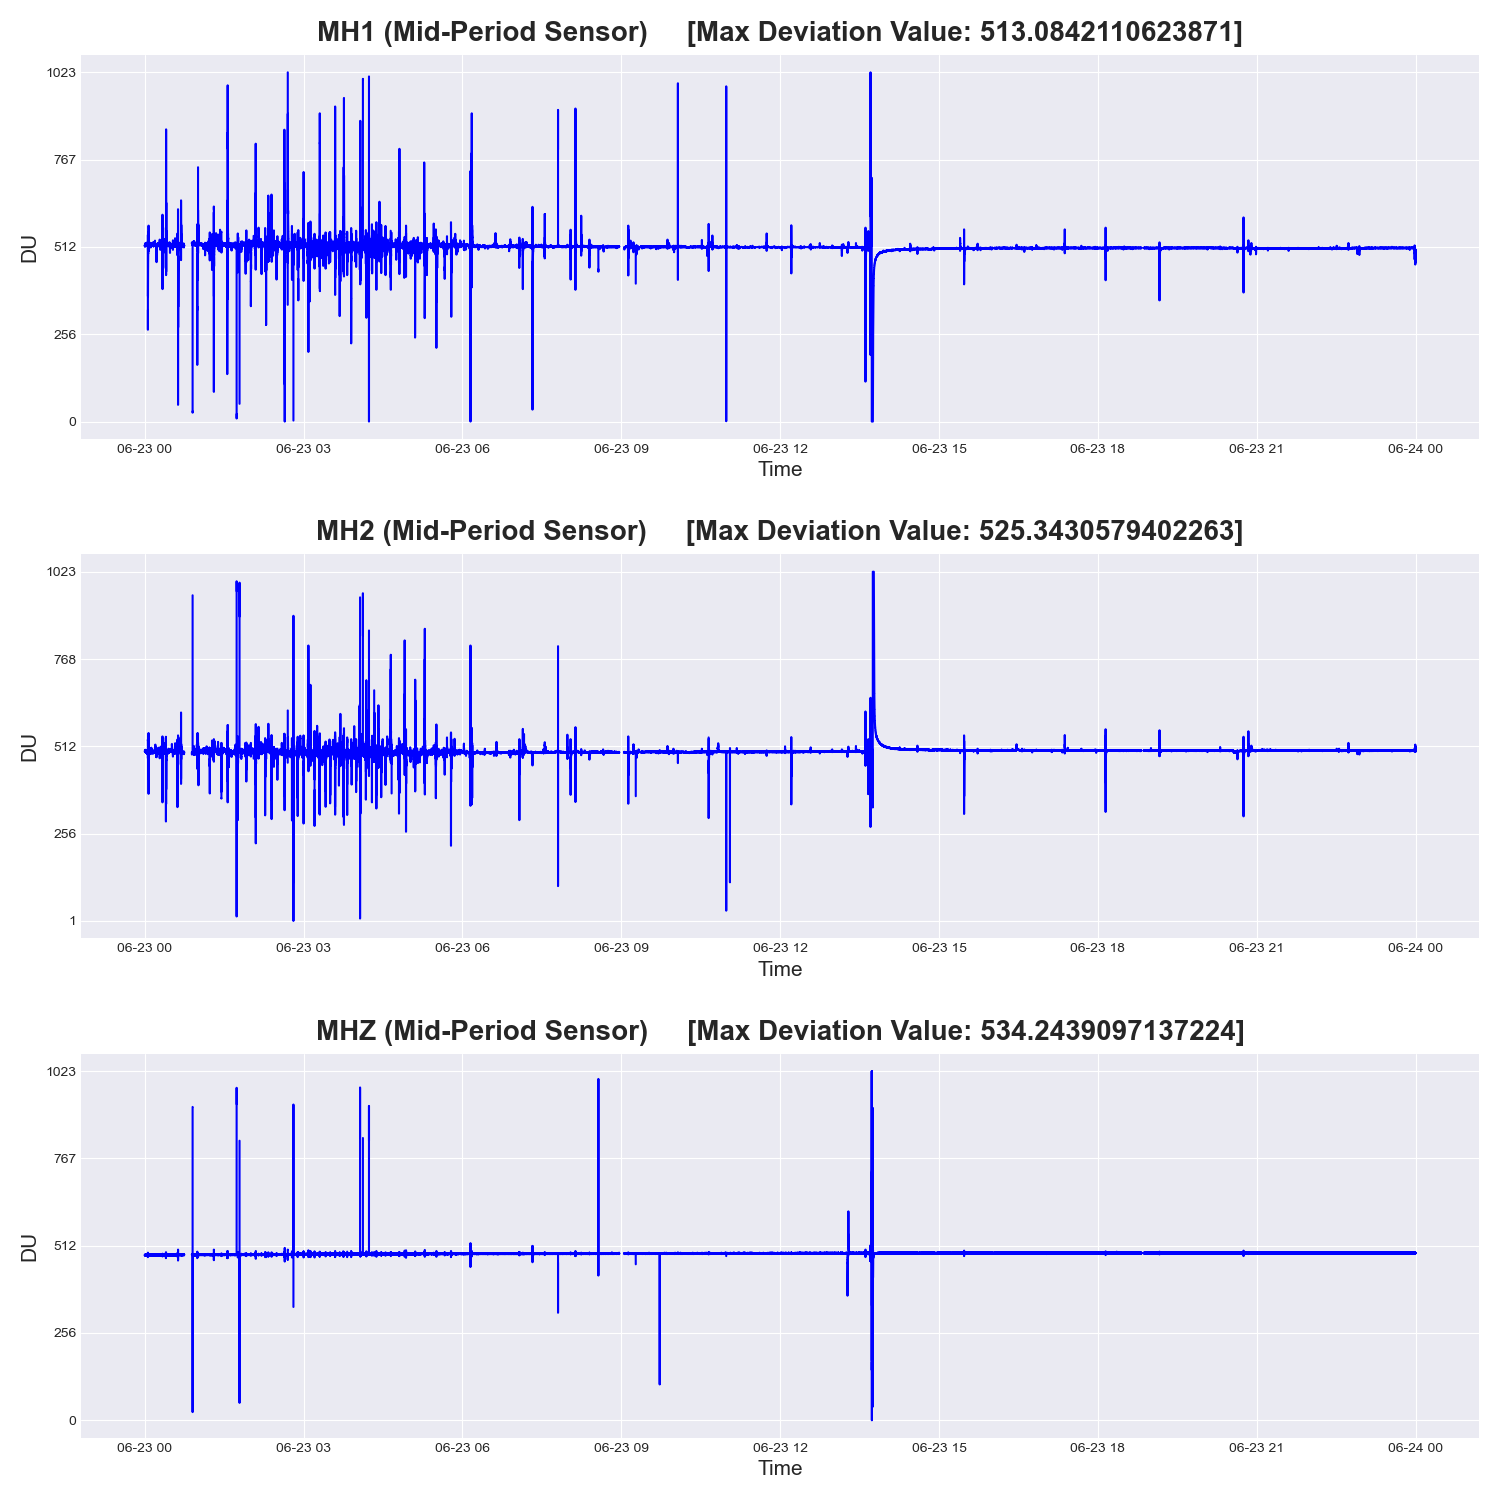 MH1 (Mid-Period Sensor) [Max Deviation Value: 513.0842110623871]
1023
767
512
256
0
DU
06-23 00 06-23 03 06-23 06 06-23 09 06-23 12 06-23 15 06-23 18 06-23 21 06-24 00
Time
MH2 (Mid-Period Sensor) [Max Deviation Value: 525.3430579402263]
1023
768
512
256
1
DU
06-23 00 06-23 03 06-23 06 06-23 09 06-23 12 06-23 15 06-23 18 06-23 21 06-24 00
Time
MHZ (Mid-Period Sensor) [Max Deviation Value: 534.2439097137224]
1023
767
512
256
0
DU
06-23 00 06-23 03 06-23 06 06-23 09 06-23 12 06-23 15 06-23 18 06-23 21 06-24 00
Time